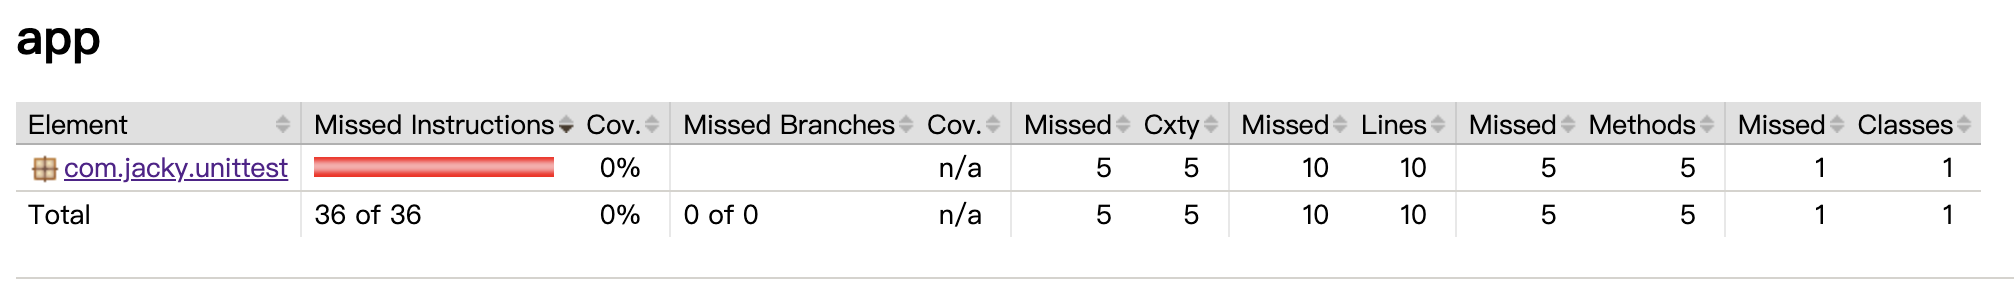 app
Element Missed Instructions Cov. Missed Branches Cov. Missed Cxty Missed Lines Missed Methods Missed Classes
com.jacky.unittest 0% n/a 5 5 10 10 5 5 1 1
Total 36 of 36 0% 0 of 0 n/a 5 5 10 10 5 5 1 1